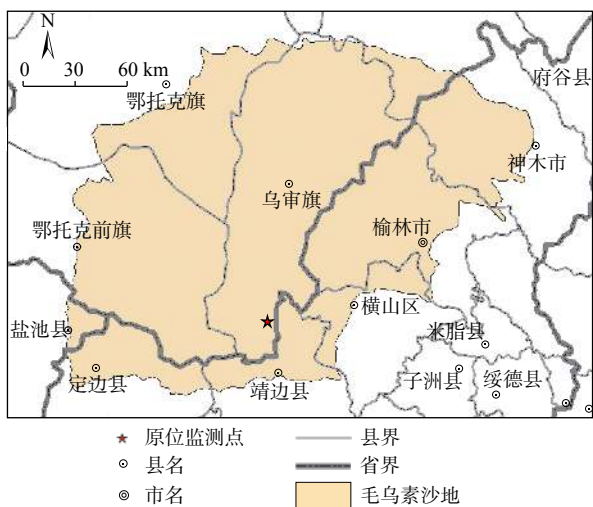 N
0 30 60 km
府谷县
鄂托克旗
神木市
乌审旗
鄂托克前旗
榆林市
横山区
盐池县
米脂县
定边县
靖边县
子洲县
绥德县
原位监测点
县界
县名
省界
市名
毛乌素沙地